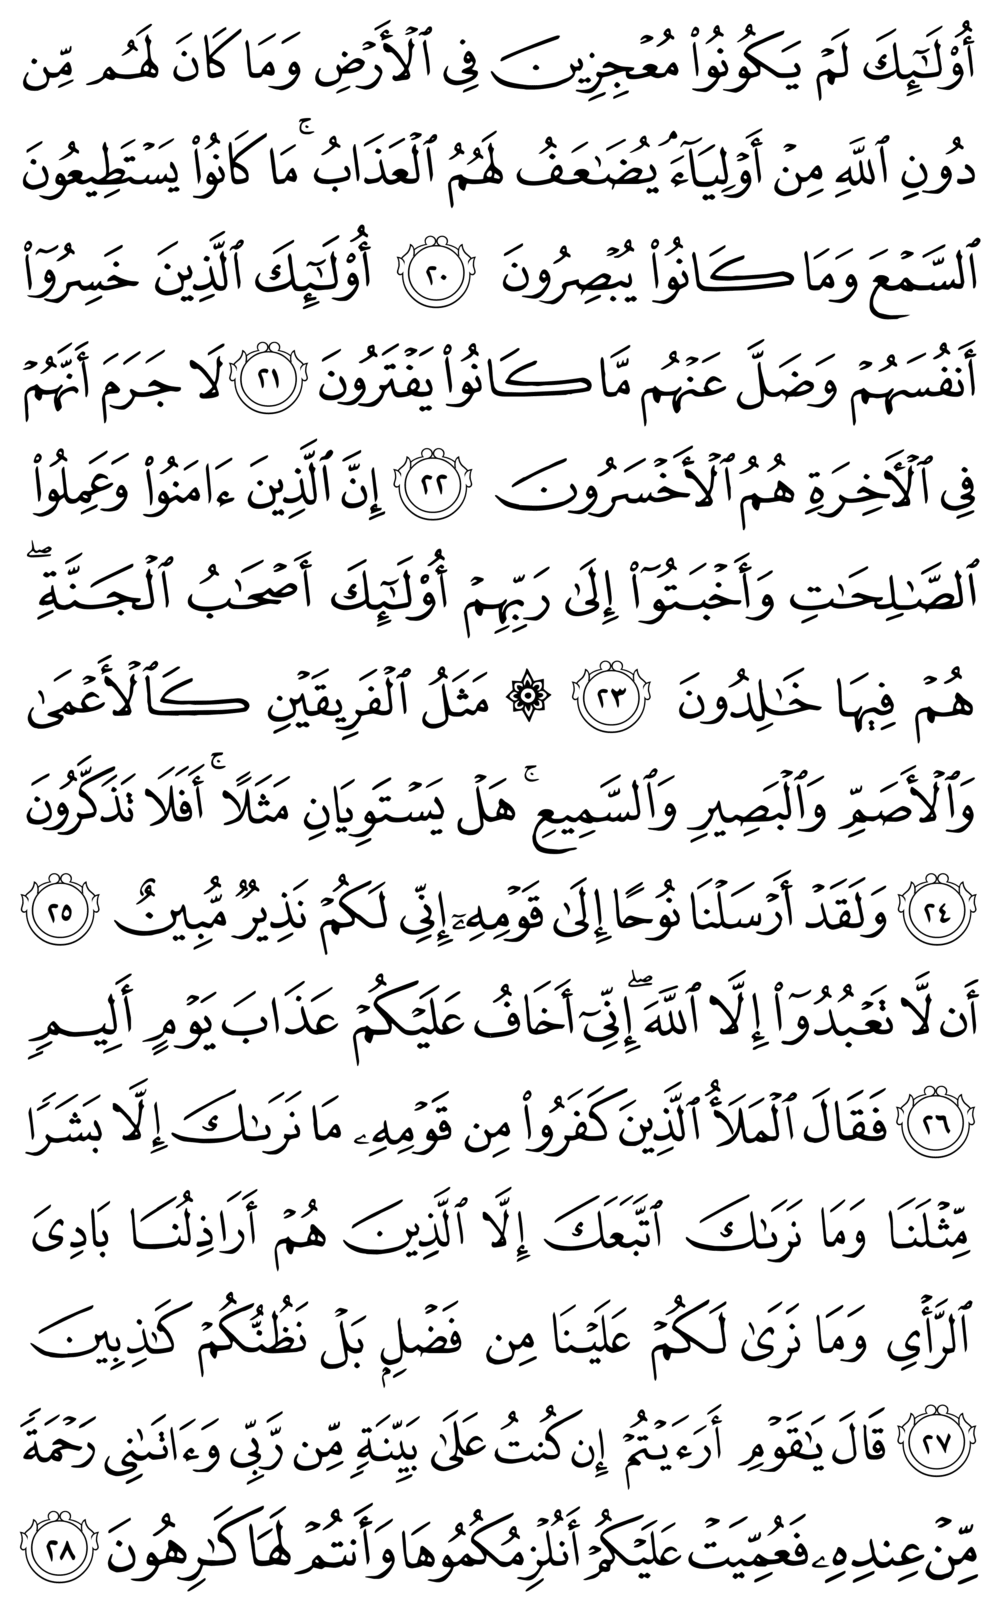 أُوْلَـٰٓئِكَ لَمۡ يَكُونُواْ مُعۡجِزِينَ فِي ٱلۡأَرۡضِ وَمَا كَانَ لَهُم مِّن
دُونِ ٱللَّهِ مِنۡ أَوۡلِيَآءَۘ يُضَـٰعَفُ لَهُمُ ٱلۡعَذَابُۚ مَا كَانُواْ يَسۡتَطِيعُونَ
ٱلسَّمۡعَ وَمَا كَانُواْ يُبۡصِرُونَ ٢٠ أُوْلَـٰٓئِكَ ٱلَّذِينَ خَسِرُوٓاْ
أَنفُسَهُمۡ وَضَلَّ عَنۡهُم مَّا كَانُواْ يَفۡتَرُونَ ٢١ لَا جَرَمَ أَنَّهُمۡ
فِي ٱلۡأٓخِرَةِ هُمُ ٱلۡأَخۡسَرُونَ ٢٢ إِنَّ ٱلَّذِينَ ءَامَنُواْ وَعَمِلُواْ
ٱلصَّـٰلِحَـٰتِ وَأَخۡبَتُوٓاْ إِلَىٰ رَبِّهِمۡ أُوْلَـٰٓئِكَ أَصۡحَـٰبُ ٱلۡجَنَّةِۖ
هُمۡ فِيهَا خَـٰلِدُونَ ٢٣ ۞ مَثَلُ ٱلۡفَرِيقَيۡنِ كَٱلۡأَعۡمَىٰ
وَٱلۡأَصَمِّ وَٱلۡبَصِيرِ وَٱلسَّمِيعِۚ هَلۡ يَسۡتَوِيَانِ مَثَلًاۚ أَفَلَا تَذَكَّرُونَ
٢٤ وَلَقَدۡ أَرۡسَلۡنَا نُوحًا إِلَىٰ قَوۡمِهِۦٓ إِنِّي لَكُمۡ نَذِيرٞ مُّبِينٌ ٢٥
أَن لَّا تَعۡبُدُوٓاْ إِلَّا ٱللَّهَۖ إِنِّيٓ أَخَافُ عَلَيۡكُمۡ عَذَابَ يَوۡمٍ أَلِيمٖ
٢٦ فَقَالَ ٱلۡمَلَأُ ٱلَّذِينَ كَفَرُواْ مِن قَوۡمِهِۦ مَا نَرَىٰكَ إِلَّا بَشَرٗا
مِّثۡلَنَا وَمَا نَرَىٰكَ ٱتَّبَعَكَ إِلَّا ٱلَّذِينَ هُمۡ أَرَاذِلُنَا بَادِيَ
ٱلرَّأۡيِ وَمَا نَرَىٰ لَكُمۡ عَلَيۡنَا مِن فَضۡلِۭ بَلۡ نَظُنُّكُمۡ كَـٰذِبِينَ
٢٧ قَالَ يَـٰقَوۡمِ أَرَءَيۡتُمۡ إِن كُنتُ عَلَىٰ بَيِّنَةٖ مِّن رَّبِّي وَءَاتَىٰنِي رَحۡمَةٗ
مِّنۡ عِندِهِۦ فَعُمِّيَتۡ عَلَيۡكُمۡ أَنُلۡزِمُكُمُوهَا وَأَنتُمۡ لَهَا كَـٰرِهُونَ ٢٨